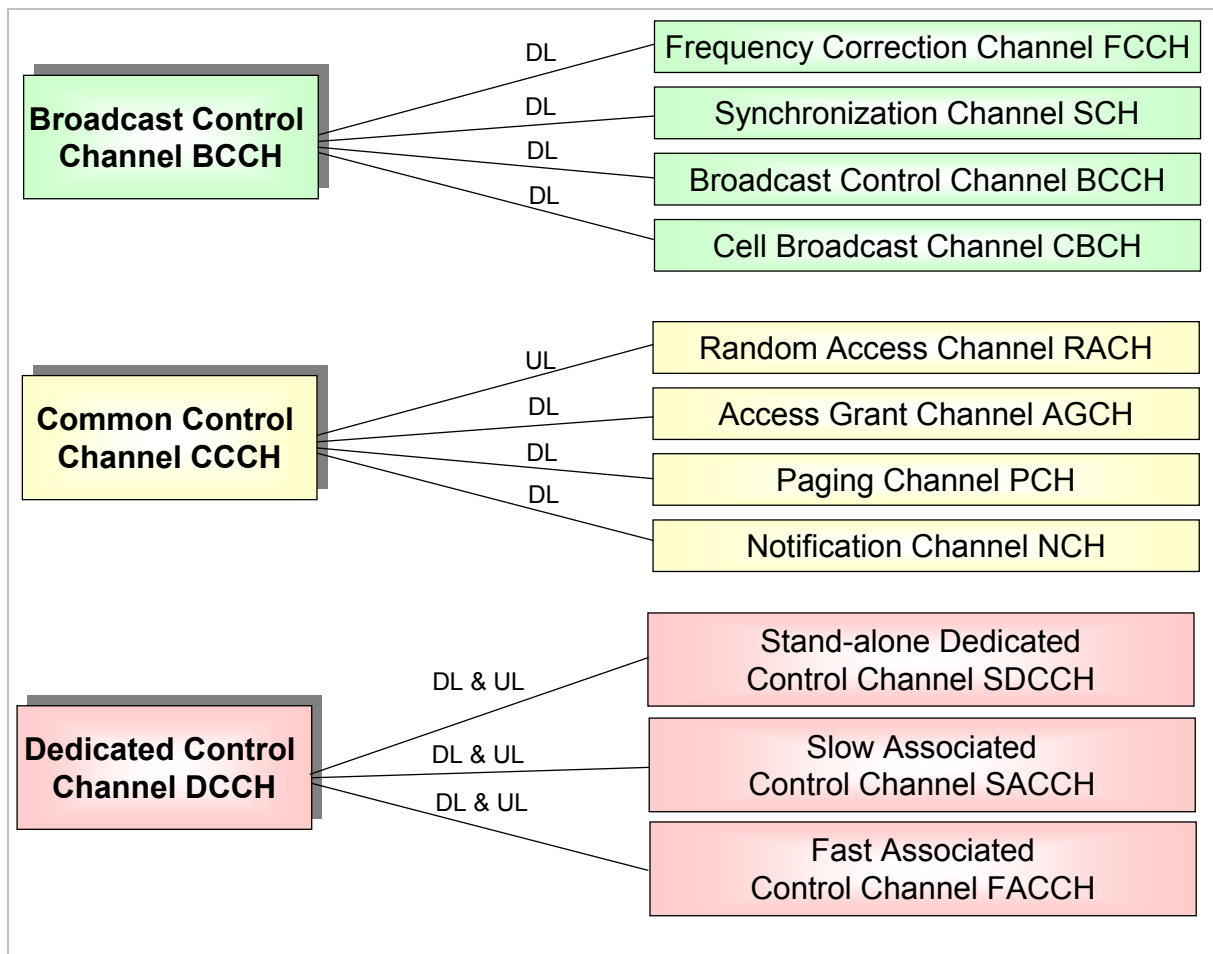 Broadcast Control
Channel BCCH
DL
Frequency Correction Channel FCCH
DL
Synchronization Channel SCH
DL
Broadcast Control Channel BCCH
DL
Cell Broadcast Channel CBCH
Common Control
Channel CCCH
UL
Random Access Channel RACH
DL
Access Grant Channel AGCH
DL
Paging Channel PCH
DL
Notification Channel NCH
Dedicated Control
Channel DCCH
DL & UL
Stand-alone Dedicated
Control Channel SDCCH
DL & UL
Slow Associated
Control Channel SACCH
DL & UL
Fast Associated
Control Channel FACCH